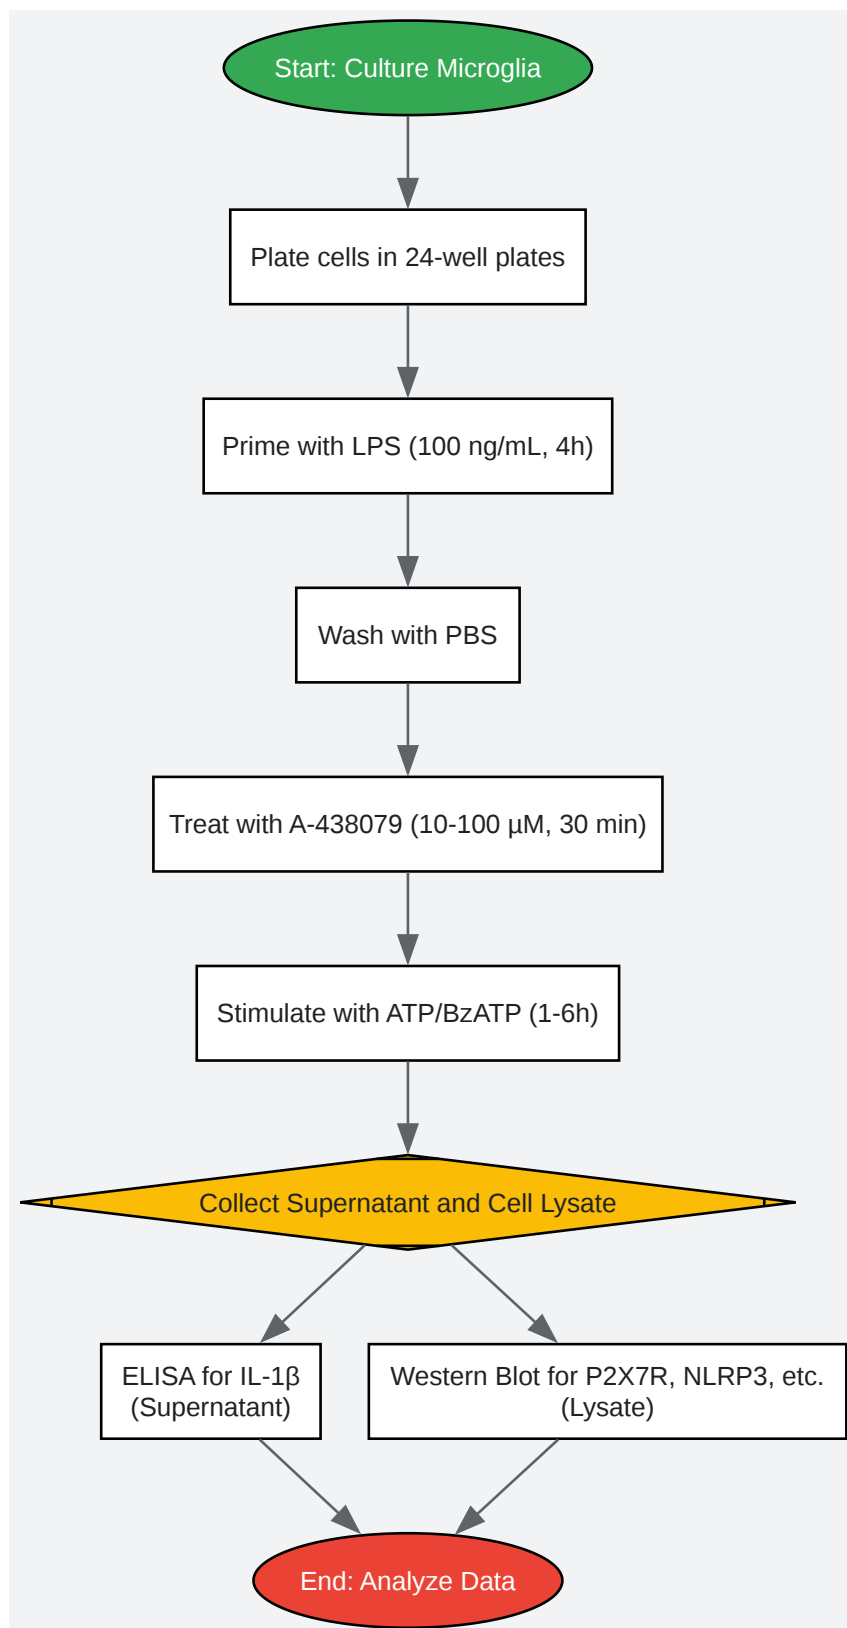 Start: Culture Microglia
Plate cells in 24-well plates
Prime with LPS (100 ng/mL, 4h)
Wash with PBS
Treat with A-438079 (10-100 µM, 30 min)
Stimulate with ATP/BzATP (1-6h)
Collect Supernatant and Cell Lysate
ELISA for IL-1β
(Supernatant)
Western Blot for P2X7R, NLRP3, etc.
(Lysate)
End: Analyze Data